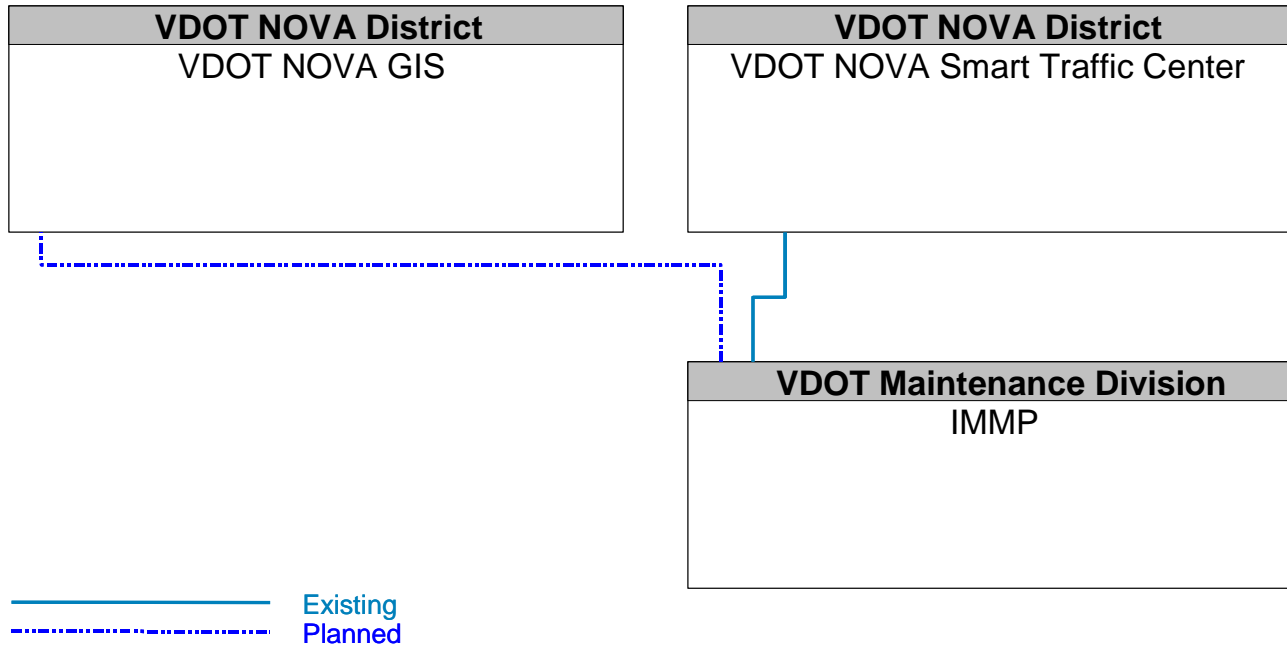 VDOT NOVA District
VDOT NOVA GIS
VDOT NOVA District
VDOT NOVA Smart Traffic Center
VDOT Maintenance Division
IMMP
Existing
Planned